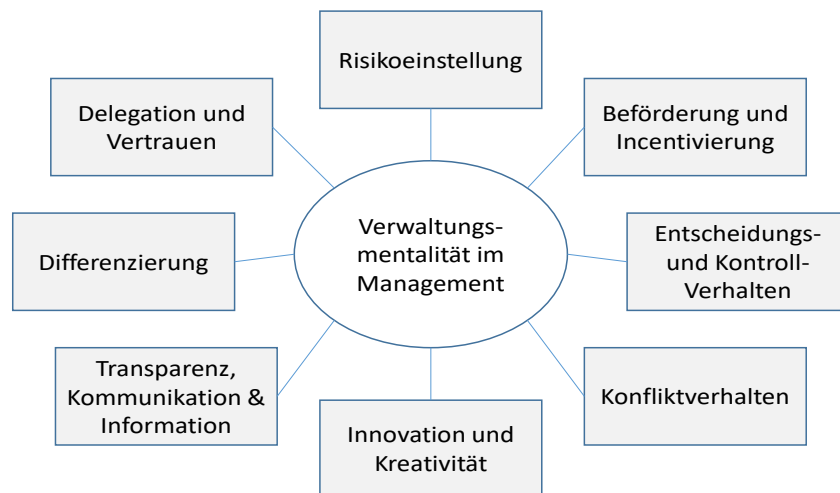 Risikoeinstellung
Delegation und
Vertrauen
Beförderung und
Incentivierung
Verwaltungs-
mentalität im
Management
Differenzierung
Entscheidungs-
und Kontroll-
Verhalten
Transparenz,
Kommunikation &
Information
Konfliktverhalten
Innovation und
Kreativität